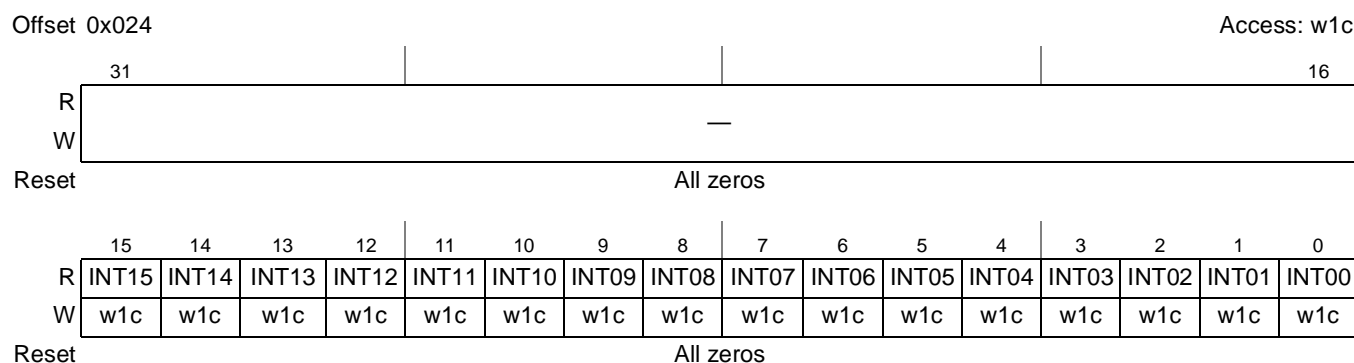 Offset 0x024 Access: w1c
31 16
R
—
W
Reset All zeros
15 14 13 12 11 10 9 8 7 6 5 4 3 2 1 0
R INT15 INT14 INT13 INT12 INT11 INT10 INT09 INT08 INT07 INT06 INT05 INT04 INT03 INT02 INT01 INT00
W w1c w1c w1c w1c w1c w1c w1c w1c w1c w1c w1c w1c w1c w1c w1c w1c
Reset All zeros